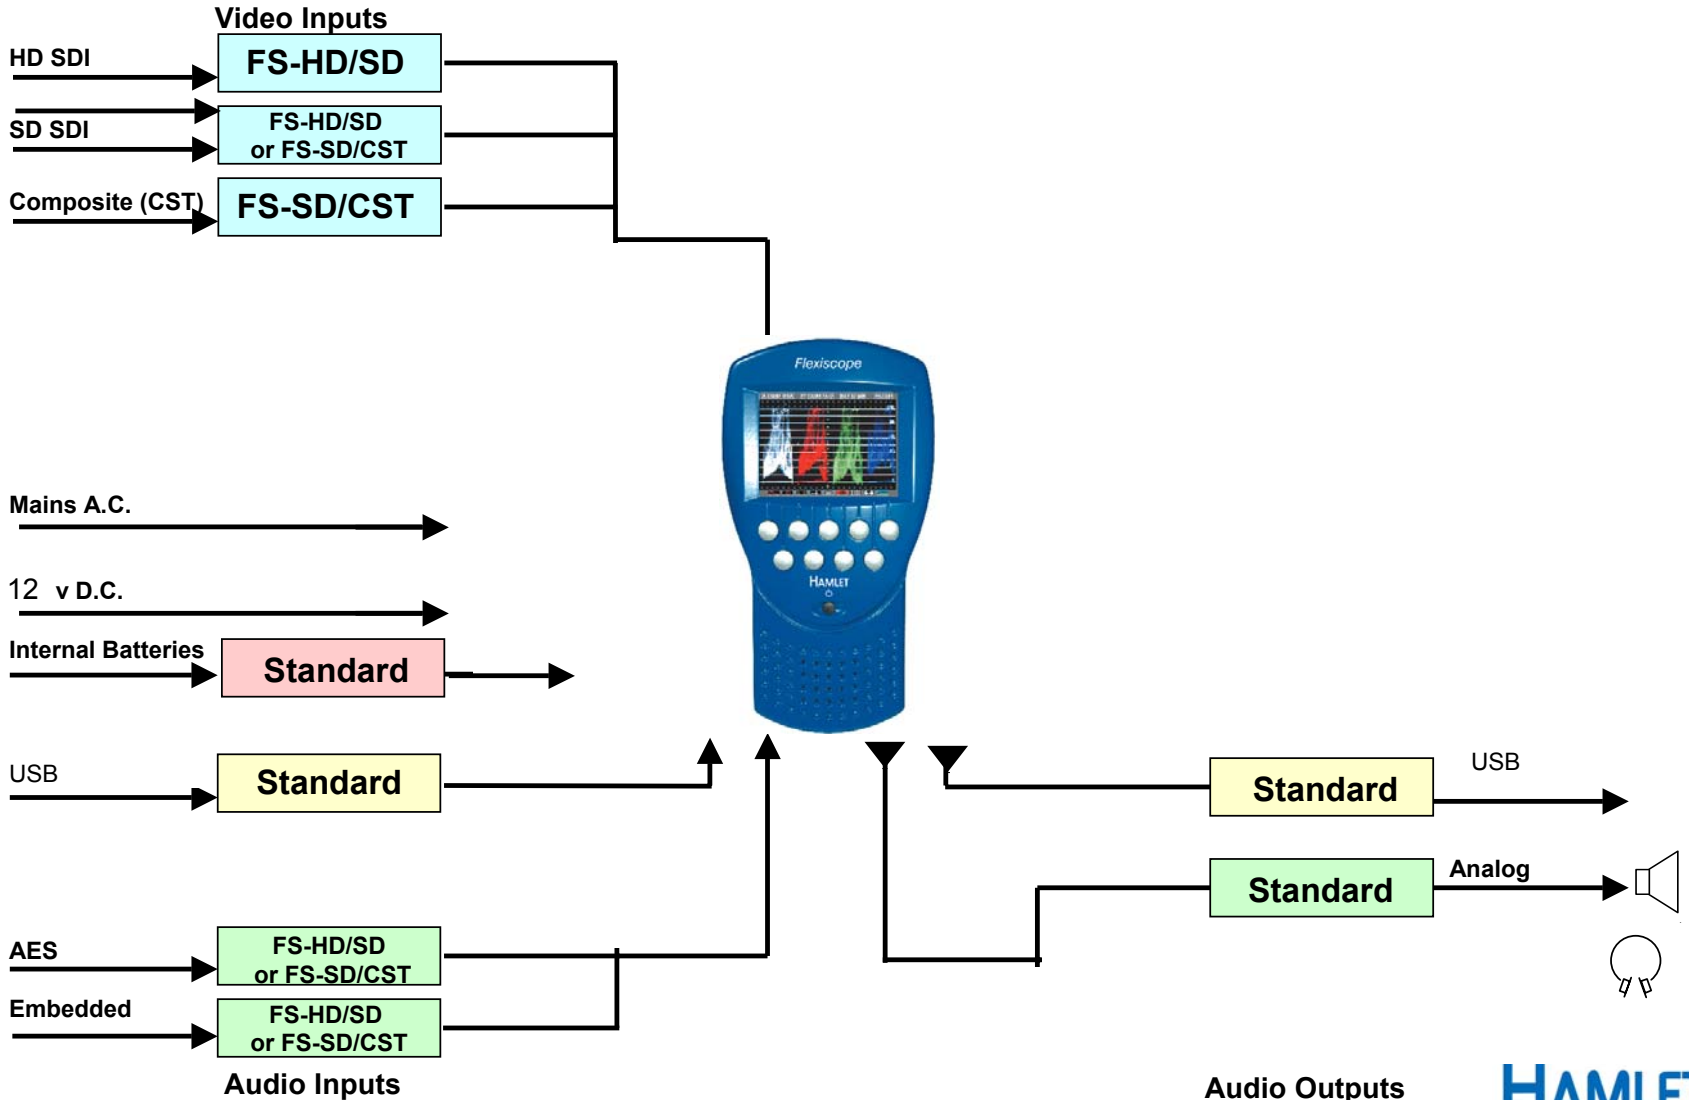 Video Inputs
HD SDI
FS-HD/SD
SD SDI
FS-HD/SD
or FS-SD/CST
Composite (CST)
FS-SD/CST
Flexiscope
Mains A.C.
HAMLET
12 v D.C.
Internal Batteries
Standard
USB
Standard
Standard
USB
Standard
Analog
AES
FS-HD/SD
or FS-SD/CST
Embedded
FS-HD/SD
or FS-SD/CST
Audio Inputs
Audio Outputs
HAMLET